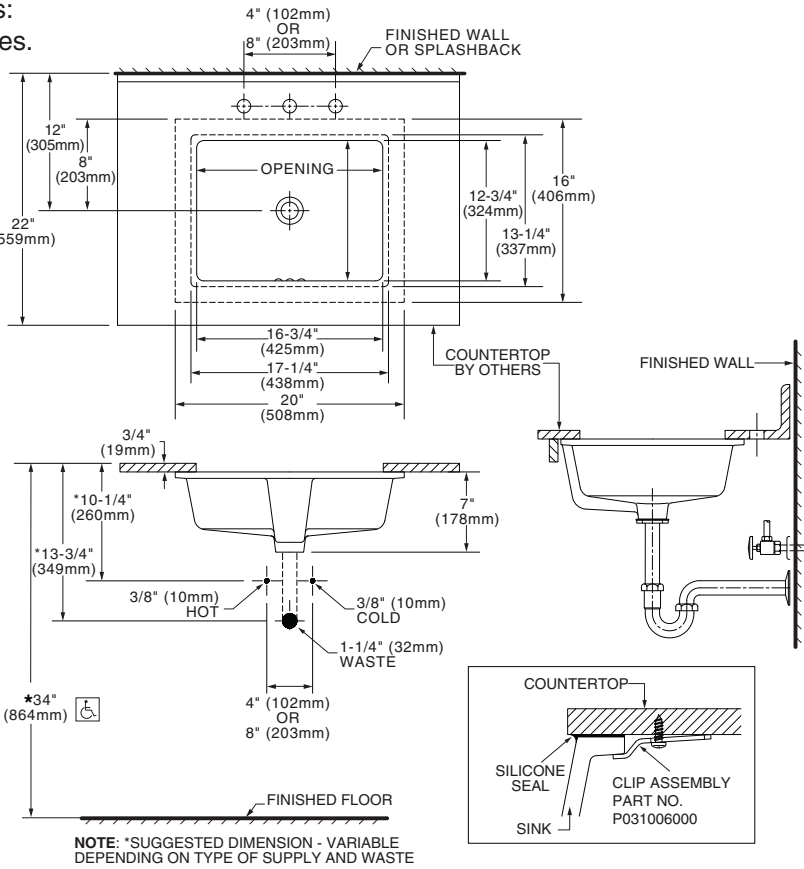 s:
es.
4" (102mm)
OR
8" (203mm)
FINISHED WALL
OR SPLASHBACK
12"
(305mm)
8"
(203mm)
22"
559mm)
OPENING
12-3/4"
(324mm)
13-1/4"
(337mm)
16"
(406mm)
16-3/4"
(425mm)
17-1/4"
(438mm)
20"
(508mm)
COUNTERTOP
BY OTHERS
FINISHED WALL
3/4"
(19mm)
*10-1/4"
(260mm)
*13-3/4"
(349mm)
7"
(178mm)
3/8" (10mm)
HOT
3/8" (10mm)
COLD
1-1/4" (32mm)
WASTE
4" (102mm)
OR
8" (203mm)
*34"
(864mm)
FINISHED FLOOR
NOTE: *SUGGESTED DIMENSION - VARIABLE
DEPENDING ON TYPE OF SUPPLY AND WASTE
COUNTERTOP
SILICONE
SEAL
SINK
CLIP ASSEMBLY
PART NO.
P031006000